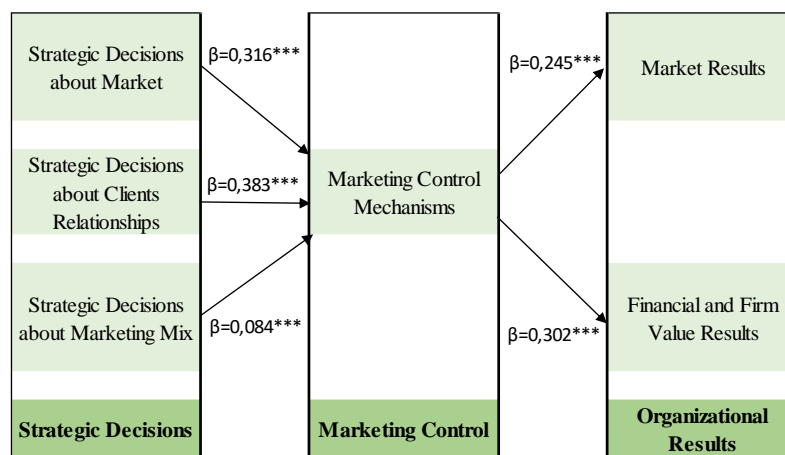 Strategic Decisions
about Market
β=0,316***
Strategic Decisions
about Clients
Relationships
β=0,383***
Strategic Decisions
about Marketing Mix
β=0,084***
Strategic Decisions
Marketing Control
Mechanisms
Marketing Control
β=0,245***
Market Results
β=0,302***
Financial and Firm
Value Results
Organizational
Results